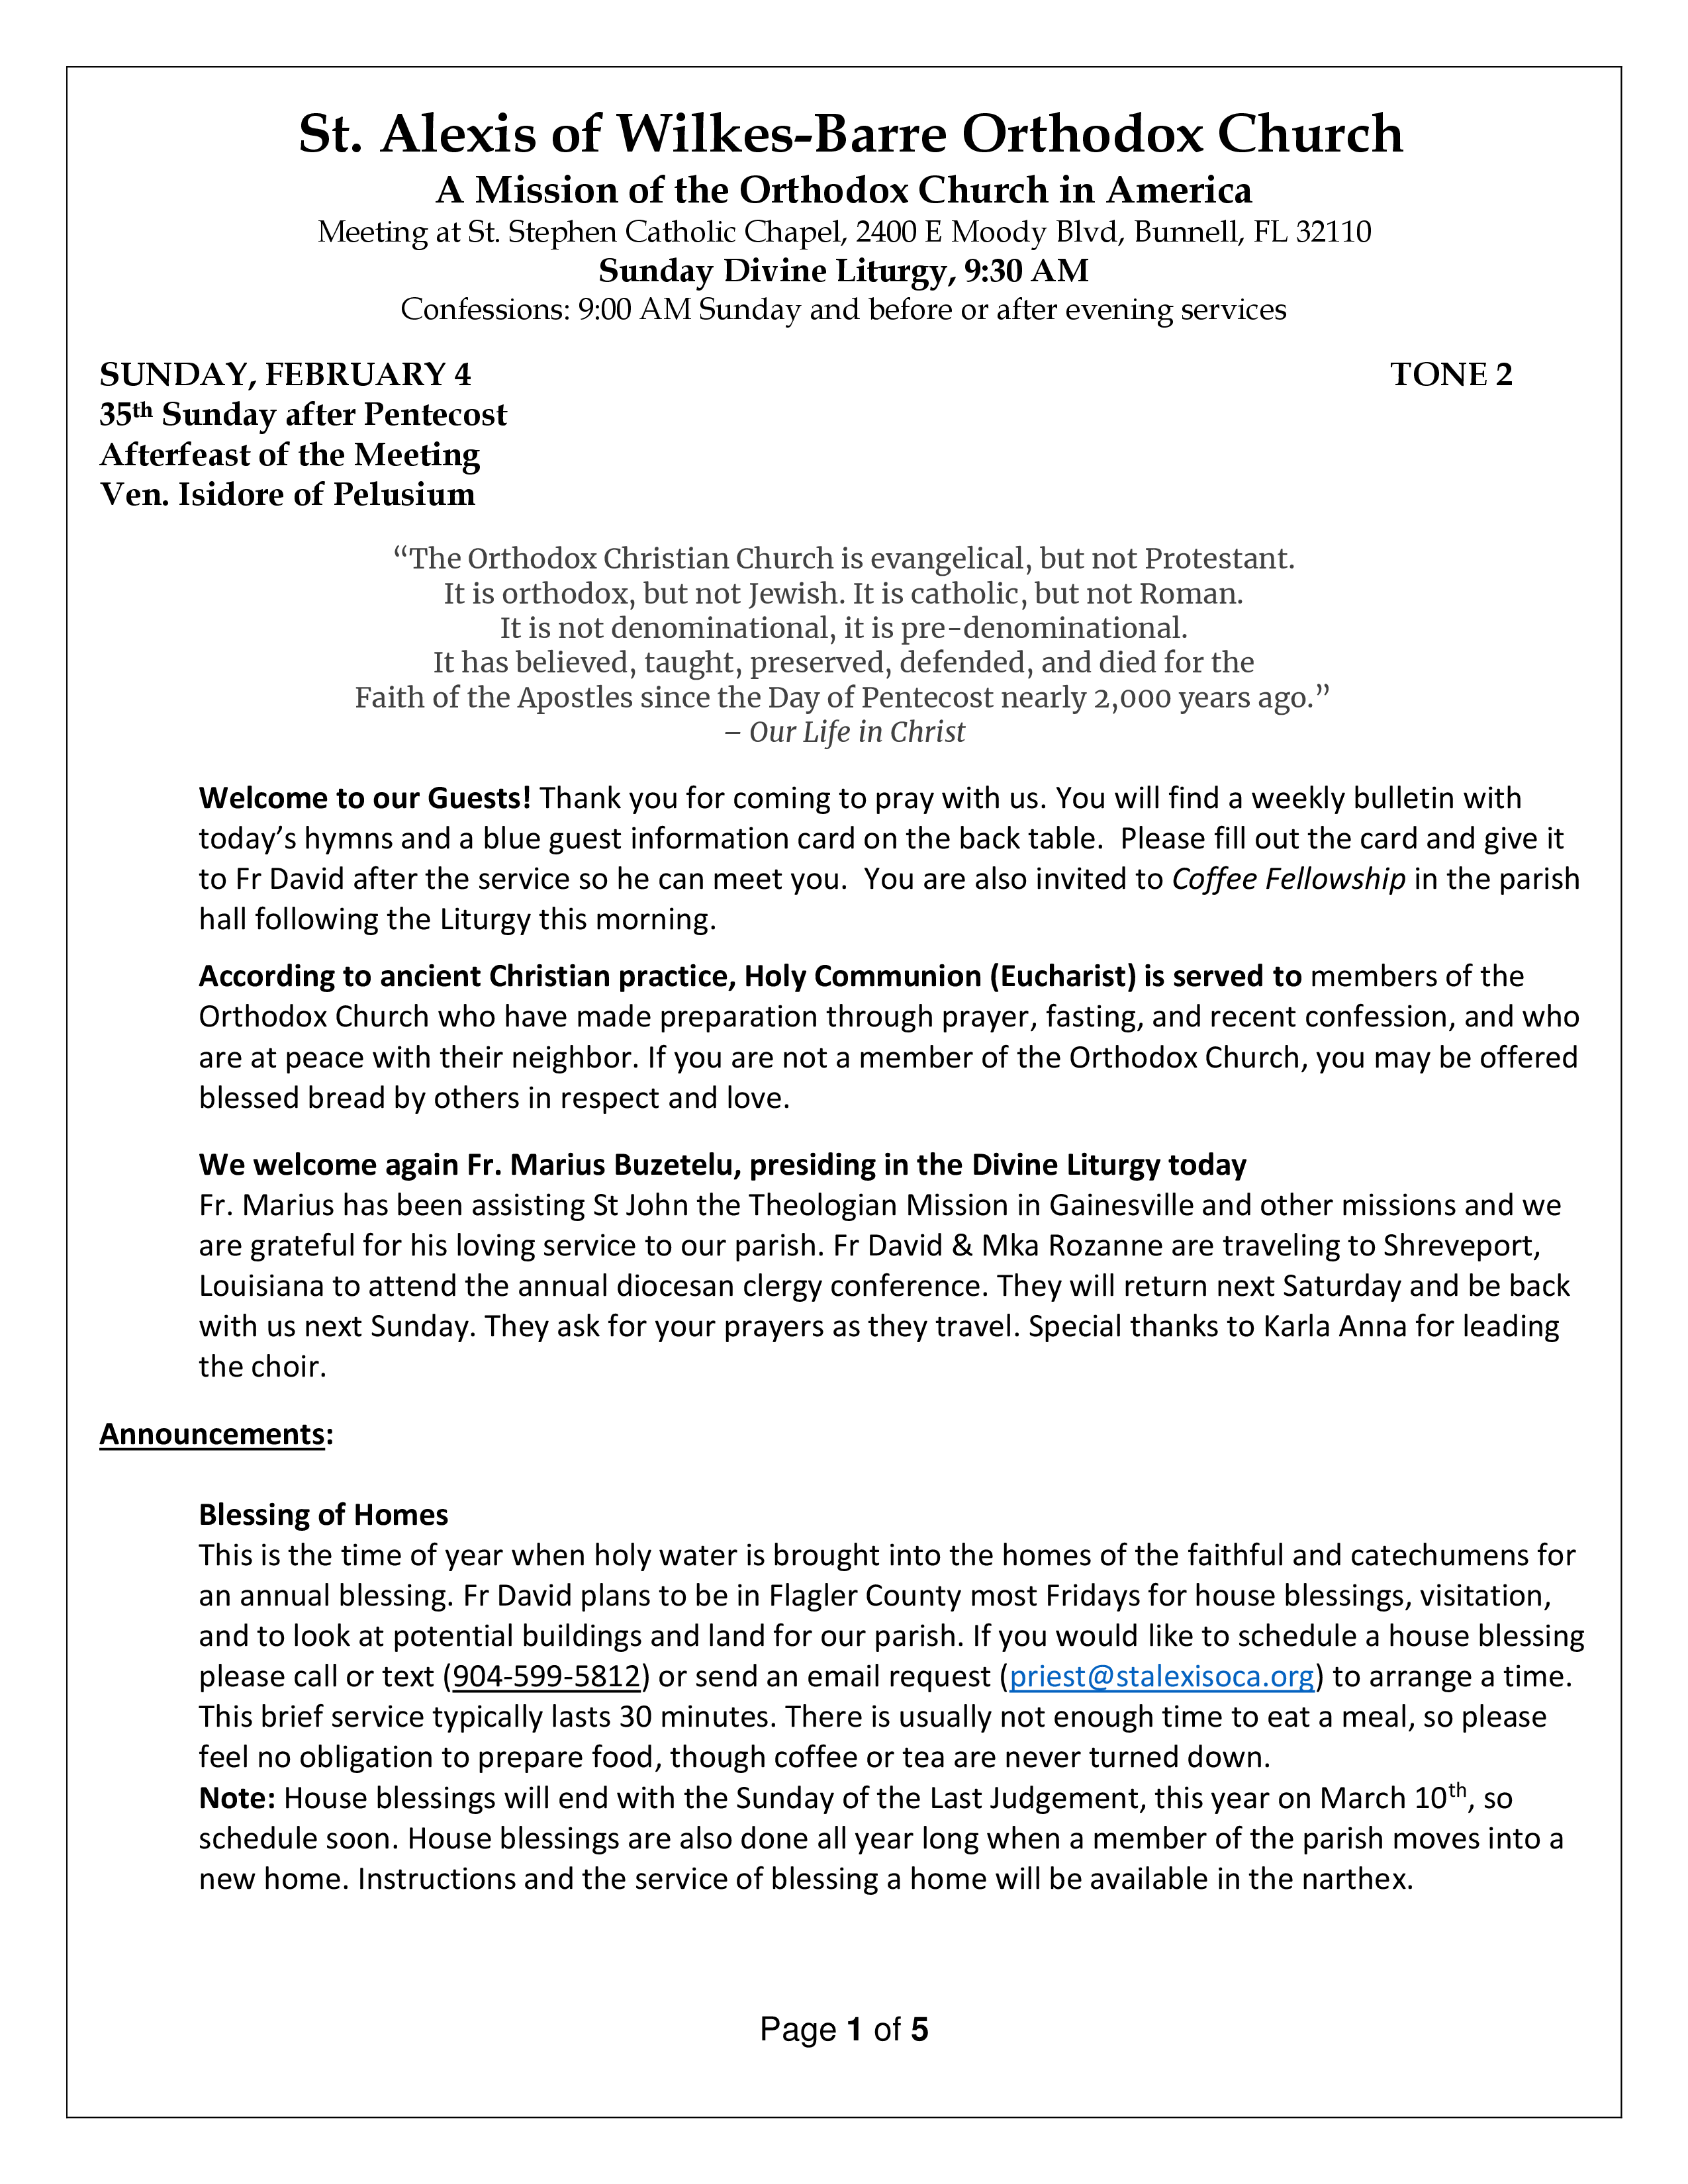 St. Alexis of Wilkes-Barre Orthodox Church
A Mission of the Orthodox Church in America
Meeting at St. Stephen Catholic Chapel, 2400 E Moody Blvd, Bunnell, FL 32110
Sunday Divine Liturgy, 9:30 AM
Confessions: 9:00 AM Sunday and before or after evening services
SUNDAY, FEBRUARY 4 TONE 2
35th Sunday after Pentecost
Afterfeast of the Meeting
Ven. Isidore of Pelusium
“The Orthodox Christian Church is evangelical, but not Protestant.
It is orthodox, but not Jewish. It is catholic, but not Roman.
It is not denominational, it is pre-denominational.
It has believed, taught, preserved, defended, and died for the
Faith of the Apostles since the Day of Pentecost nearly 2,000 years ago.”
– Our Life in Christ
Welcome to our Guests! Thank you for coming to pray with us. You will find a weekly bulletin with
today’s hymns and a blue guest information card on the back table.  Please fill out the card and give it
to Fr David after the service so he can meet you.  You are also invited to Coffee Fellowship in the parish
hall following the Liturgy this morning.
According to ancient Christian practice, Holy Communion (Eucharist) is served to members of the
Orthodox Church who have made preparation through prayer, fasting, and recent confession, and who
are at peace with their neighbor. If you are not a member of the Orthodox Church, you may be offered
blessed bread by others in respect and love.
We welcome again Fr. Marius Buzetelu, presiding in the Divine Liturgy today
Fr. Marius has been assisting St John the Theologian Mission in Gainesville and other missions and we
are grateful for his loving service to our parish. Fr David & Mka Rozanne are traveling to Shreveport,
Louisiana to attend the annual diocesan clergy conference. They will return next Saturday and be back
with us next Sunday. They ask for your prayers as they travel. Special thanks to Karla Anna for leading
the choir.
Announcements:
Blessing of Homes
This is the time of year when holy water is brought into the homes of the faithful and catechumens for
an annual blessing. Fr David plans to be in Flagler County most Fridays for house blessings, visitation,
and to look at potential buildings and land for our parish. If you would like to schedule a house blessing
please call or text (904-599-5812) or send an email request (priest@stalexisoca.org) to arrange a time.
This brief service typically lasts 30 minutes. There is usually not enough time to eat a meal, so please
feel no obligation to prepare food, though coffee or tea are never turned down.
Note: House blessings will end with the Sunday of the Last Judgement, this year on March 10th, so
schedule soon. House blessings are also done all year long when a member of the parish moves into a
new home. Instructions and the service of blessing a home will be available in the narthex.
Page 1 of 5